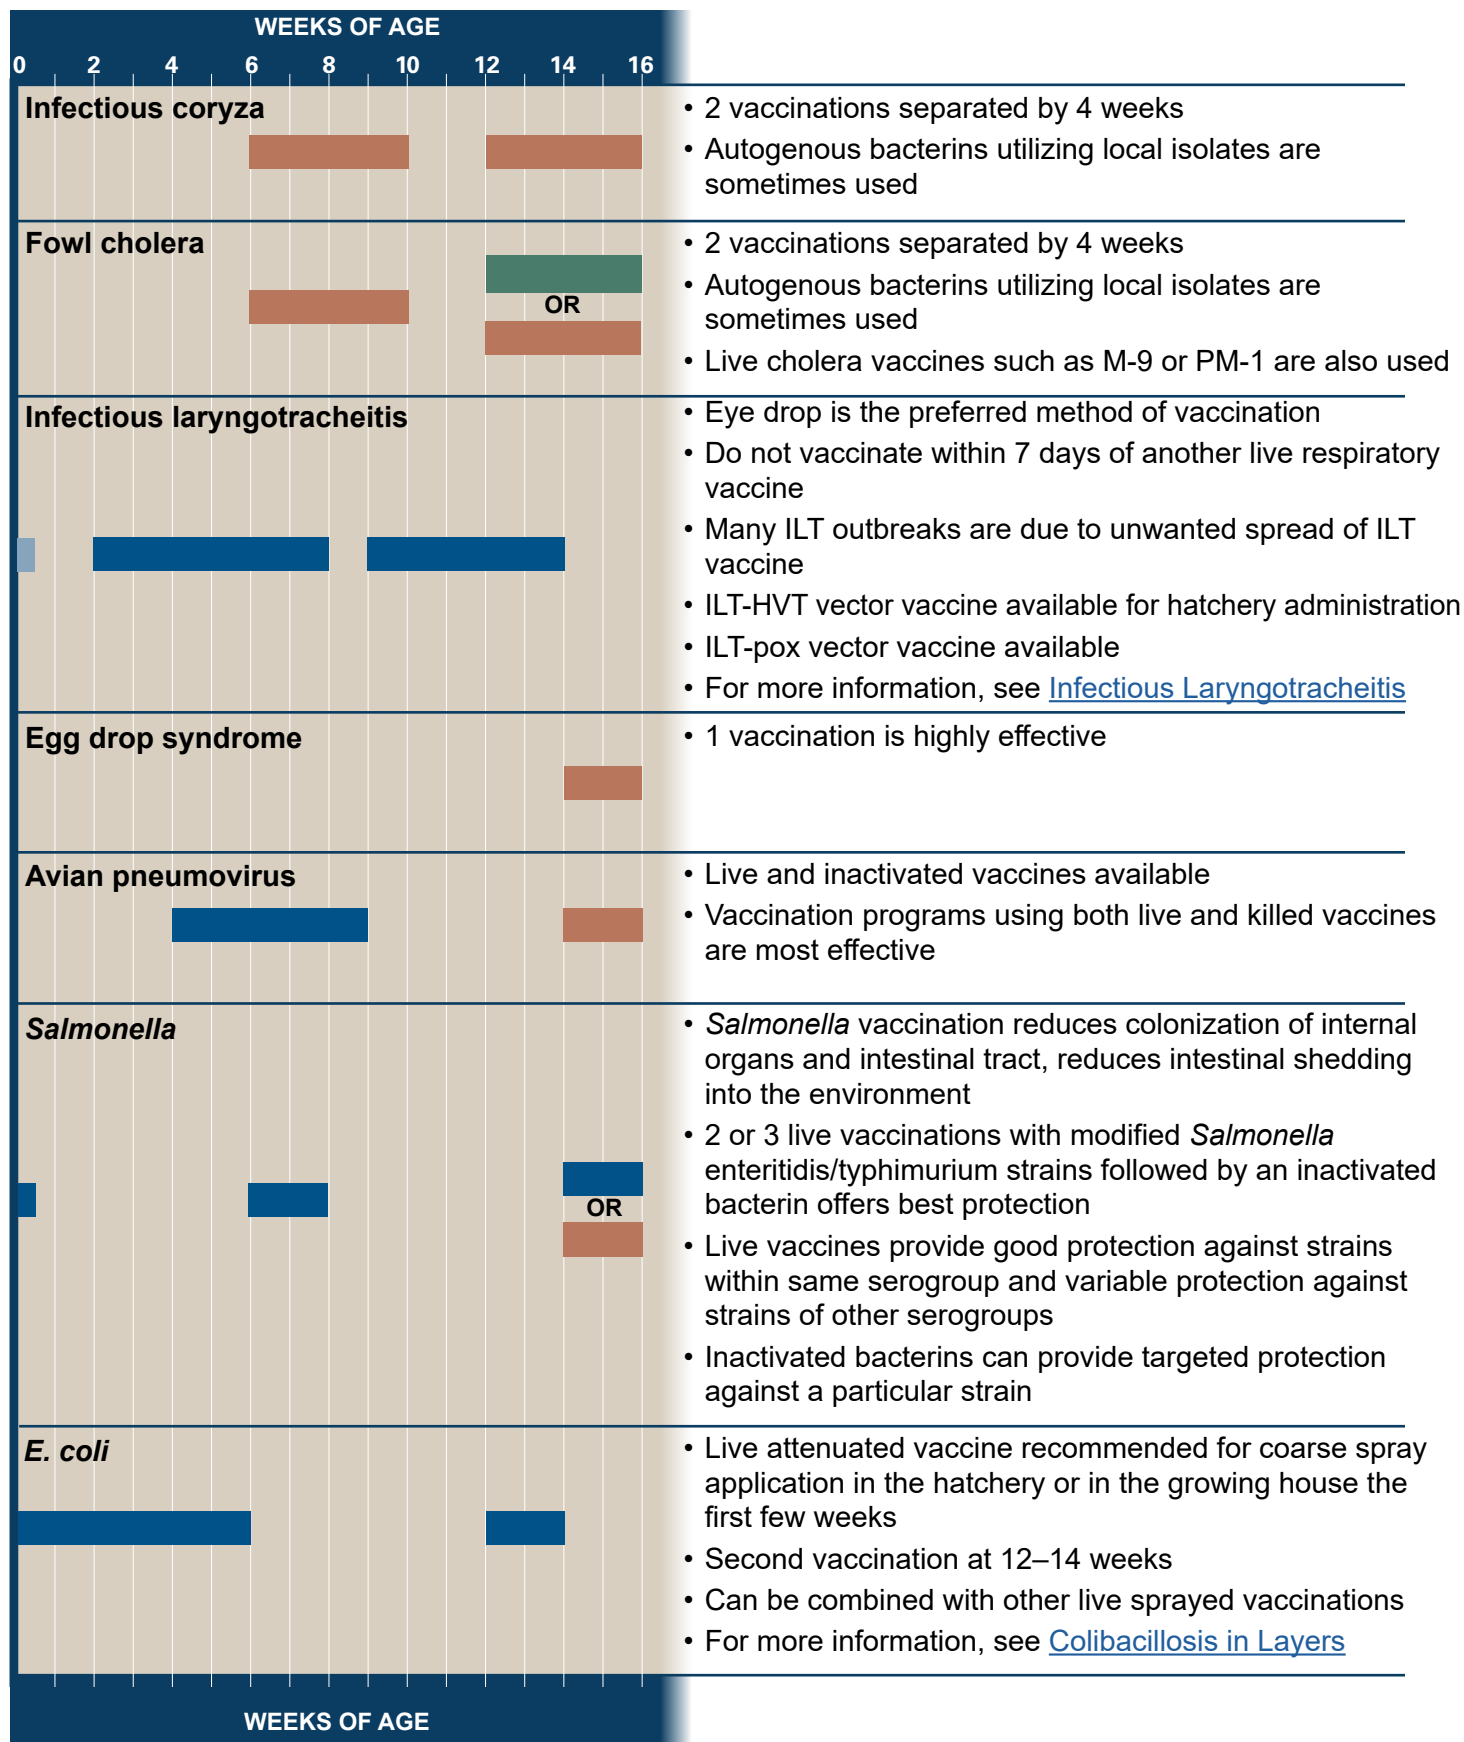 WEEKS OF AGE
0 2 4 6 8 10 12 14 16
Infectious coryza
• 2 vaccinations separated by 4 weeks
• Autogenous bacterins utilizing local isolates are
sometimes used
Fowl cholera
OR
• 2 vaccinations separated by 4 weeks
• Autogenous bacterins utilizing local isolates are
sometimes used
• Live cholera vaccines such as M-9 or PM-1 are also used
Infectious laryngotracheitis
• Eye drop is the preferred method of vaccination
• Do not vaccinate within 7 days of another live respiratory
vaccine
• Many ILT outbreaks are due to unwanted spread of ILT
vaccine
• ILT-HVT vector vaccine available for hatchery administration
• ILT-pox vector vaccine available
• For more information, see Infectious Laryngotracheitis
Egg drop syndrome
• 1 vaccination is highly effective
Avian pneumovirus
• Live and inactivated vaccines available
• Vaccination programs using both live and killed vaccines
are most effective
Salmonella
OR
• Salmonella vaccination reduces colonization of internal
organs and intestinal tract, reduces intestinal shedding
into the environment
• 2 or 3 live vaccinations with modified Salmonella
enteritidis/typhimurium strains followed by an inactivated
bacterin offers best protection
• Live vaccines provide good protection against strains
within same serogroup and variable protection against
strains of other serogroups
• Inactivated bacterins can provide targeted protection
against a particular strain
E. coli
• Live attenuated vaccine recommended for coarse spray
application in the hatchery or in the growing house the
first few weeks
• Second vaccination at 12–14 weeks
• Can be combined with other live sprayed vaccinations
• For more information, see Colibacillosis in Layers
WEEKS OF AGE